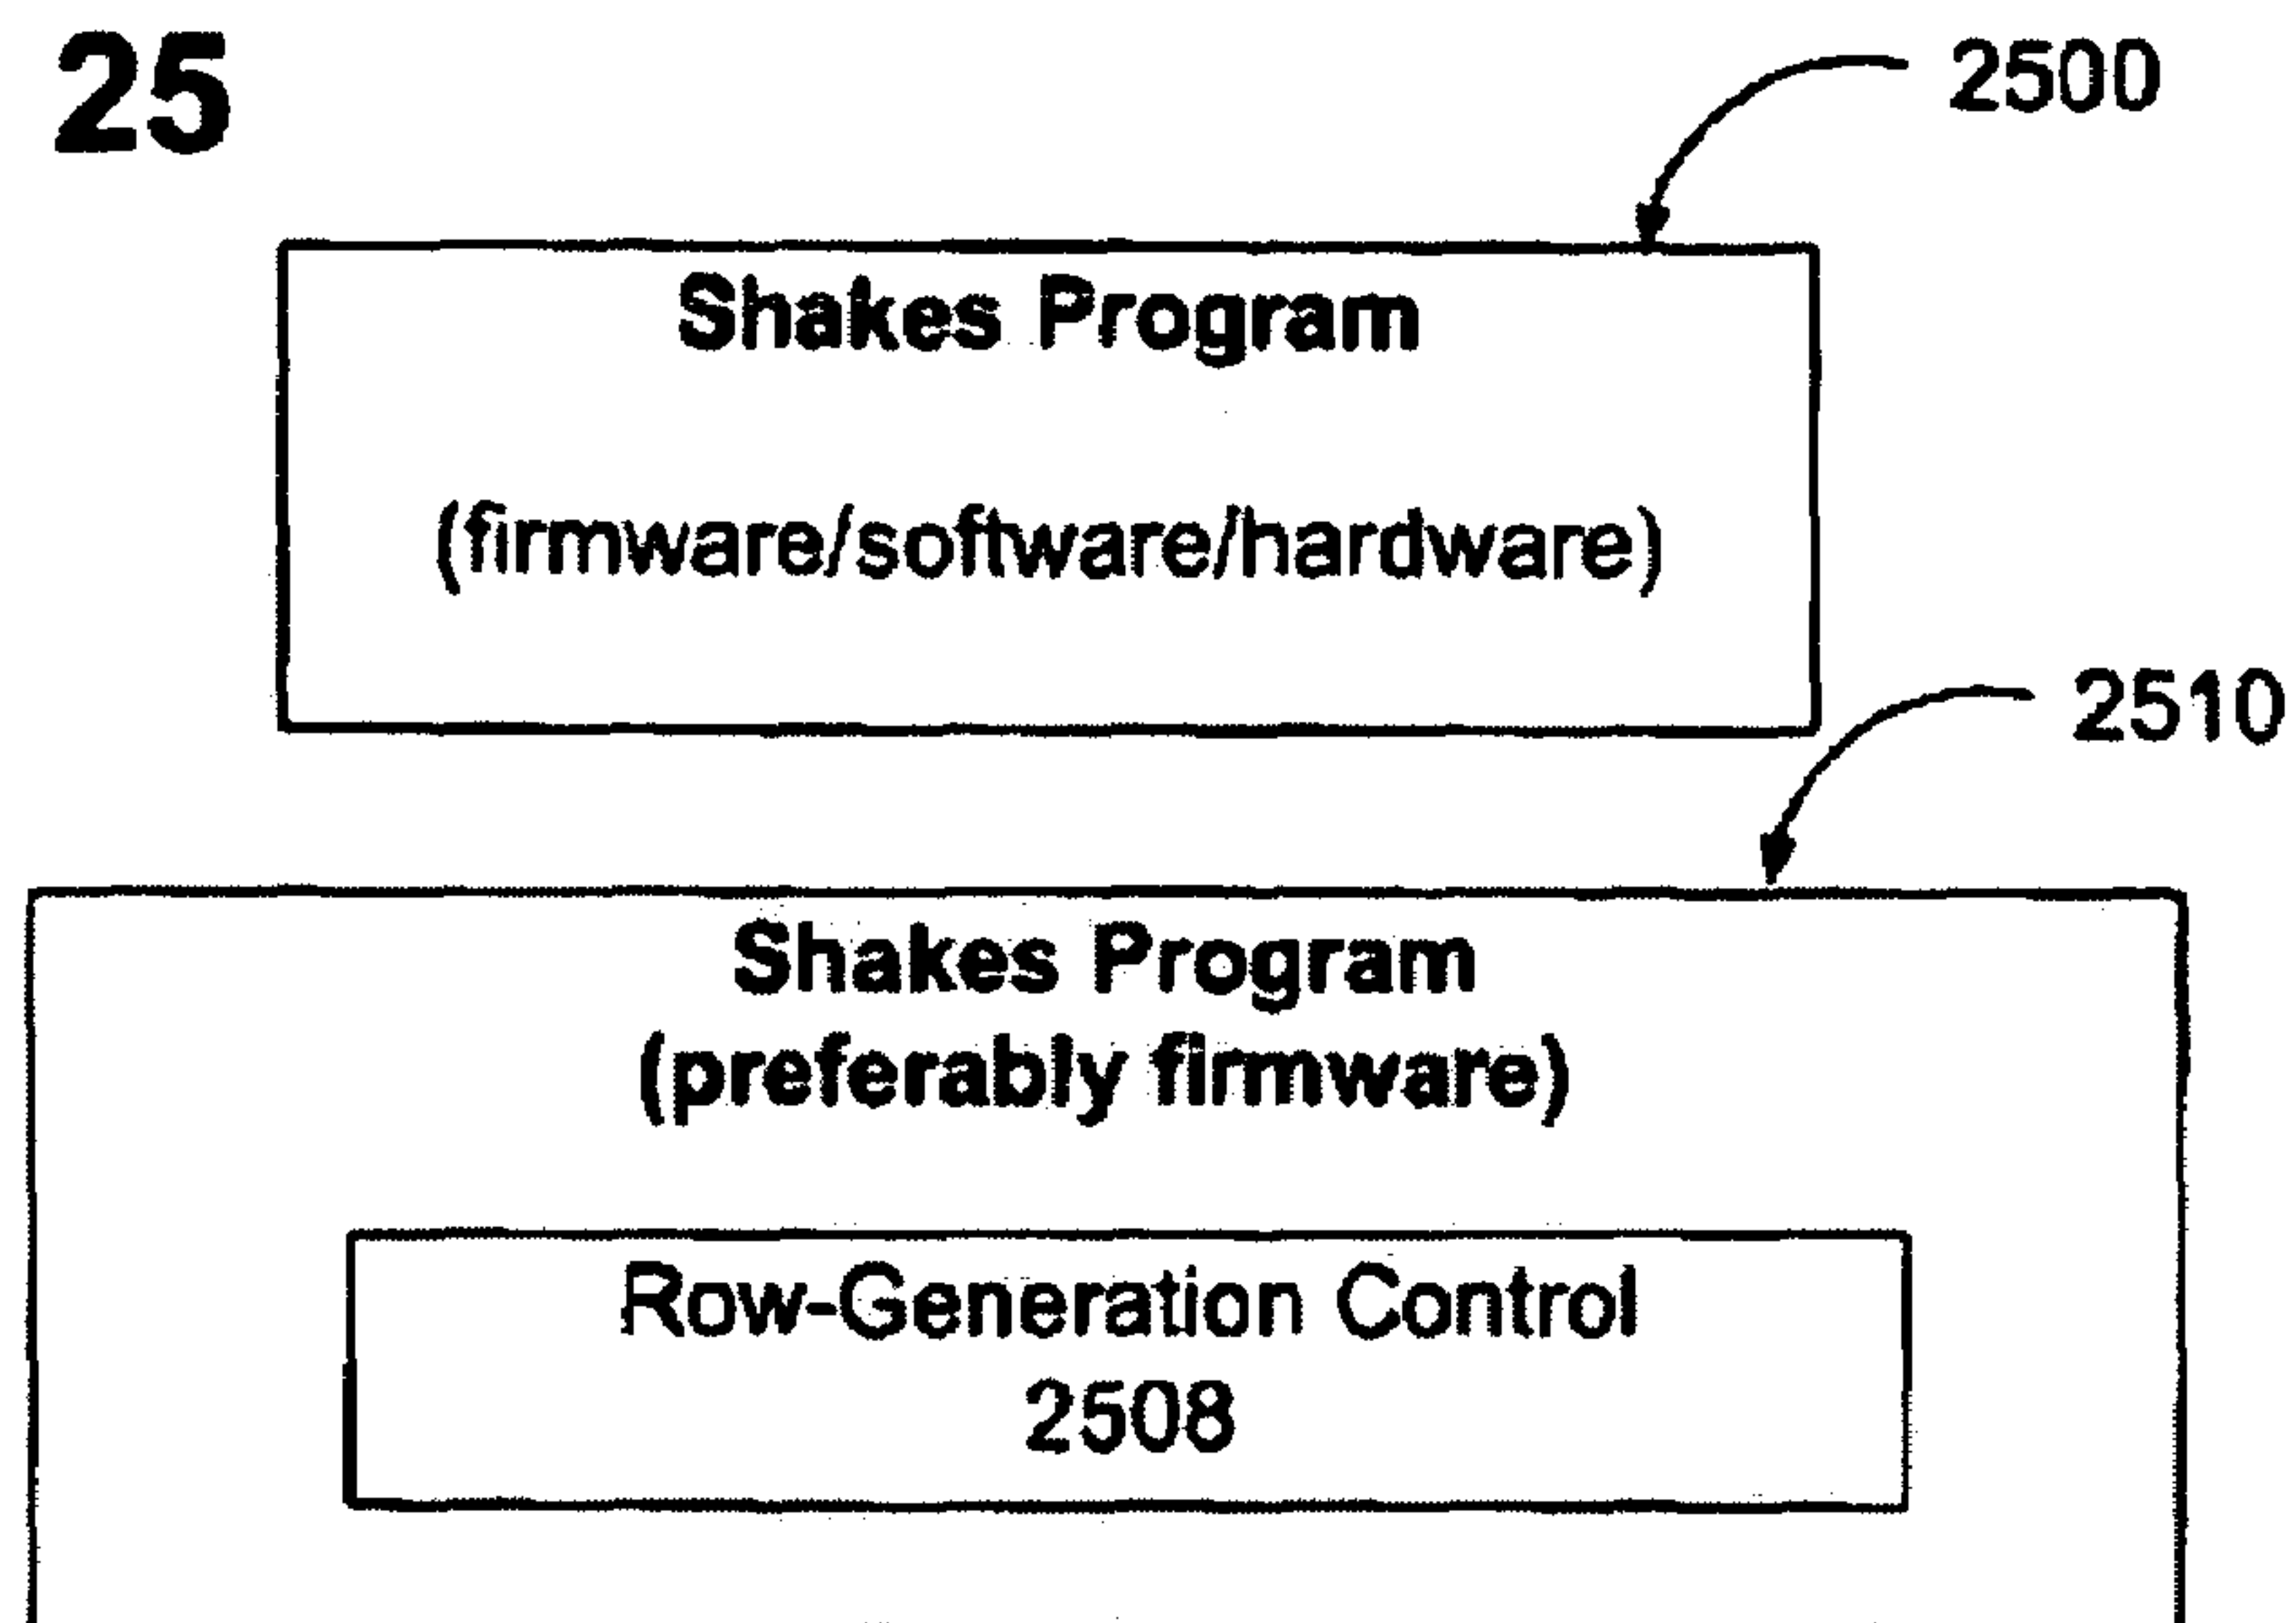 25
2500
Shakes Program
(firmware/software/hardware)
2510
Shakes Program
(preferably firmware)
Row-Generation Control
2508